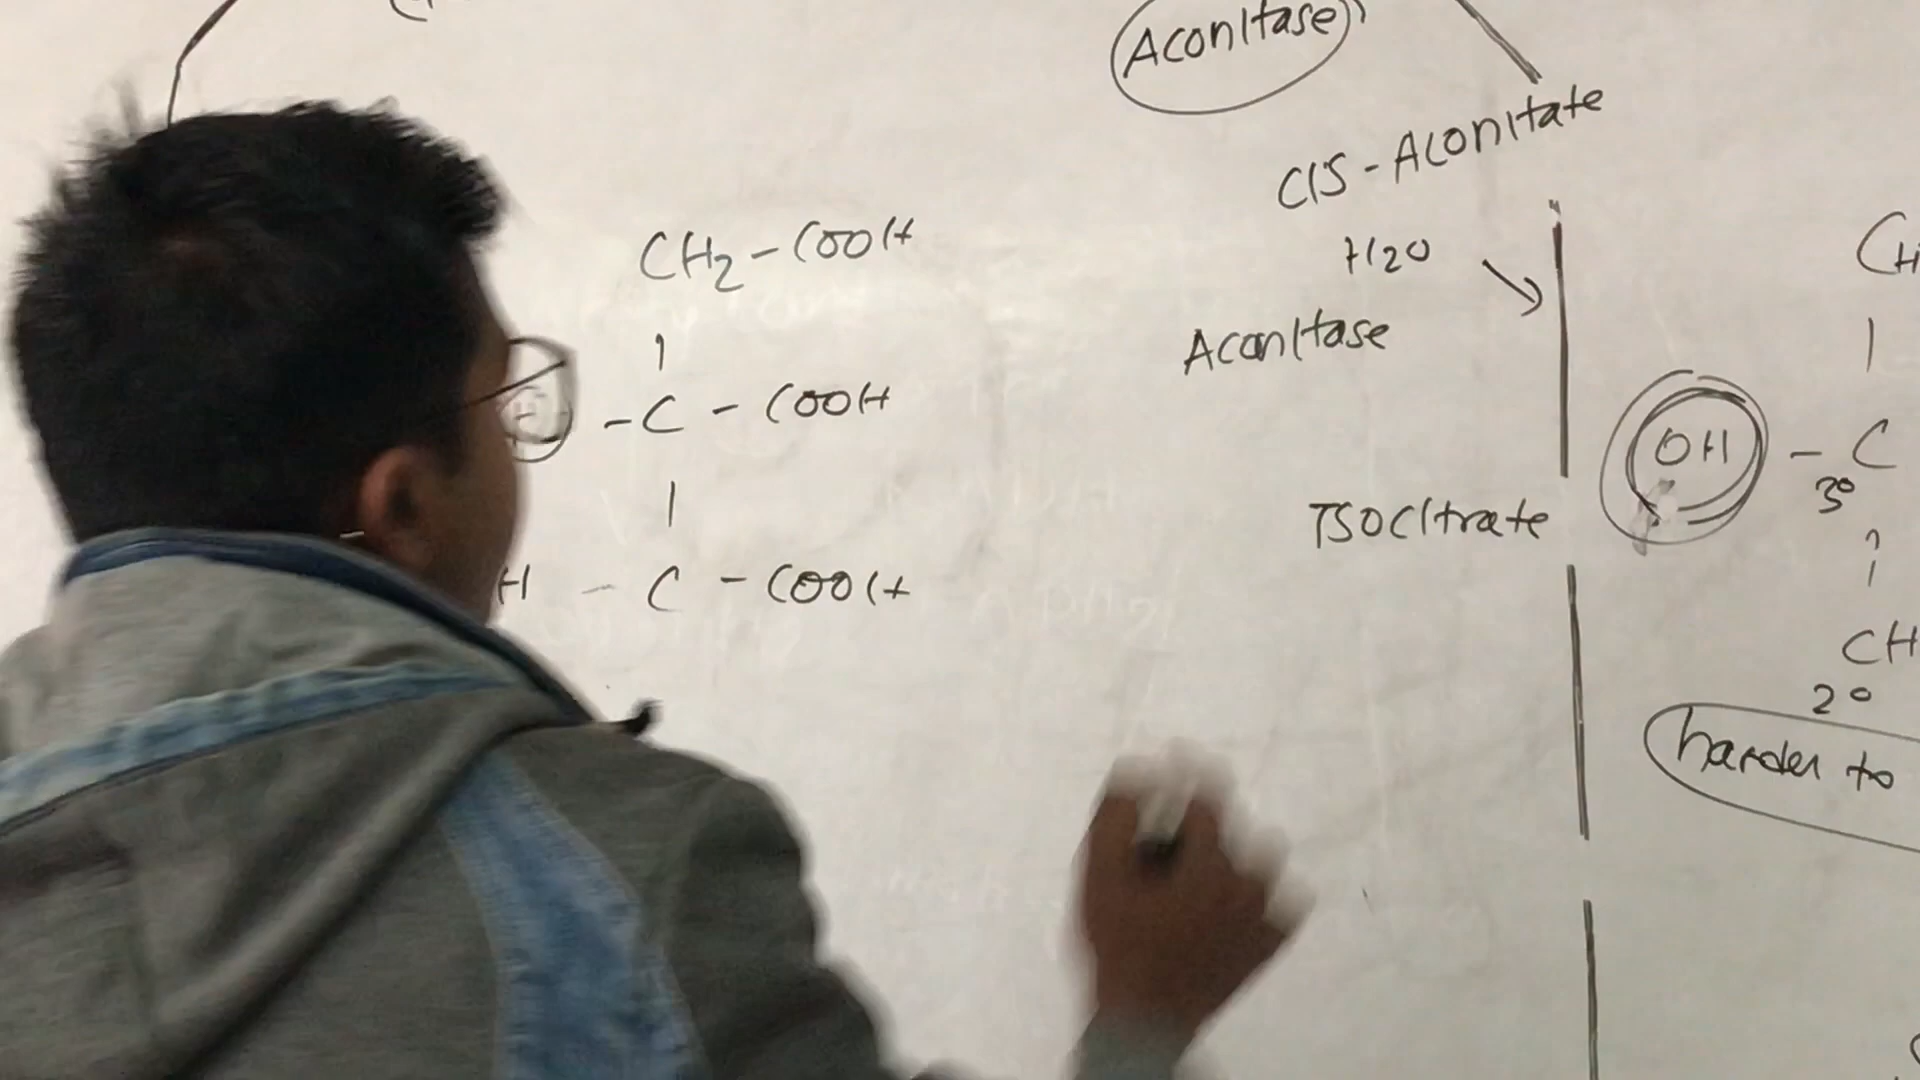 Aconitase
CIS - Aconitate
H2O
Aconitase
Isocitrate
CH2 - COOH
- C - COOH
H - C - COOH
OH - C
3°
CH
2°
harder to